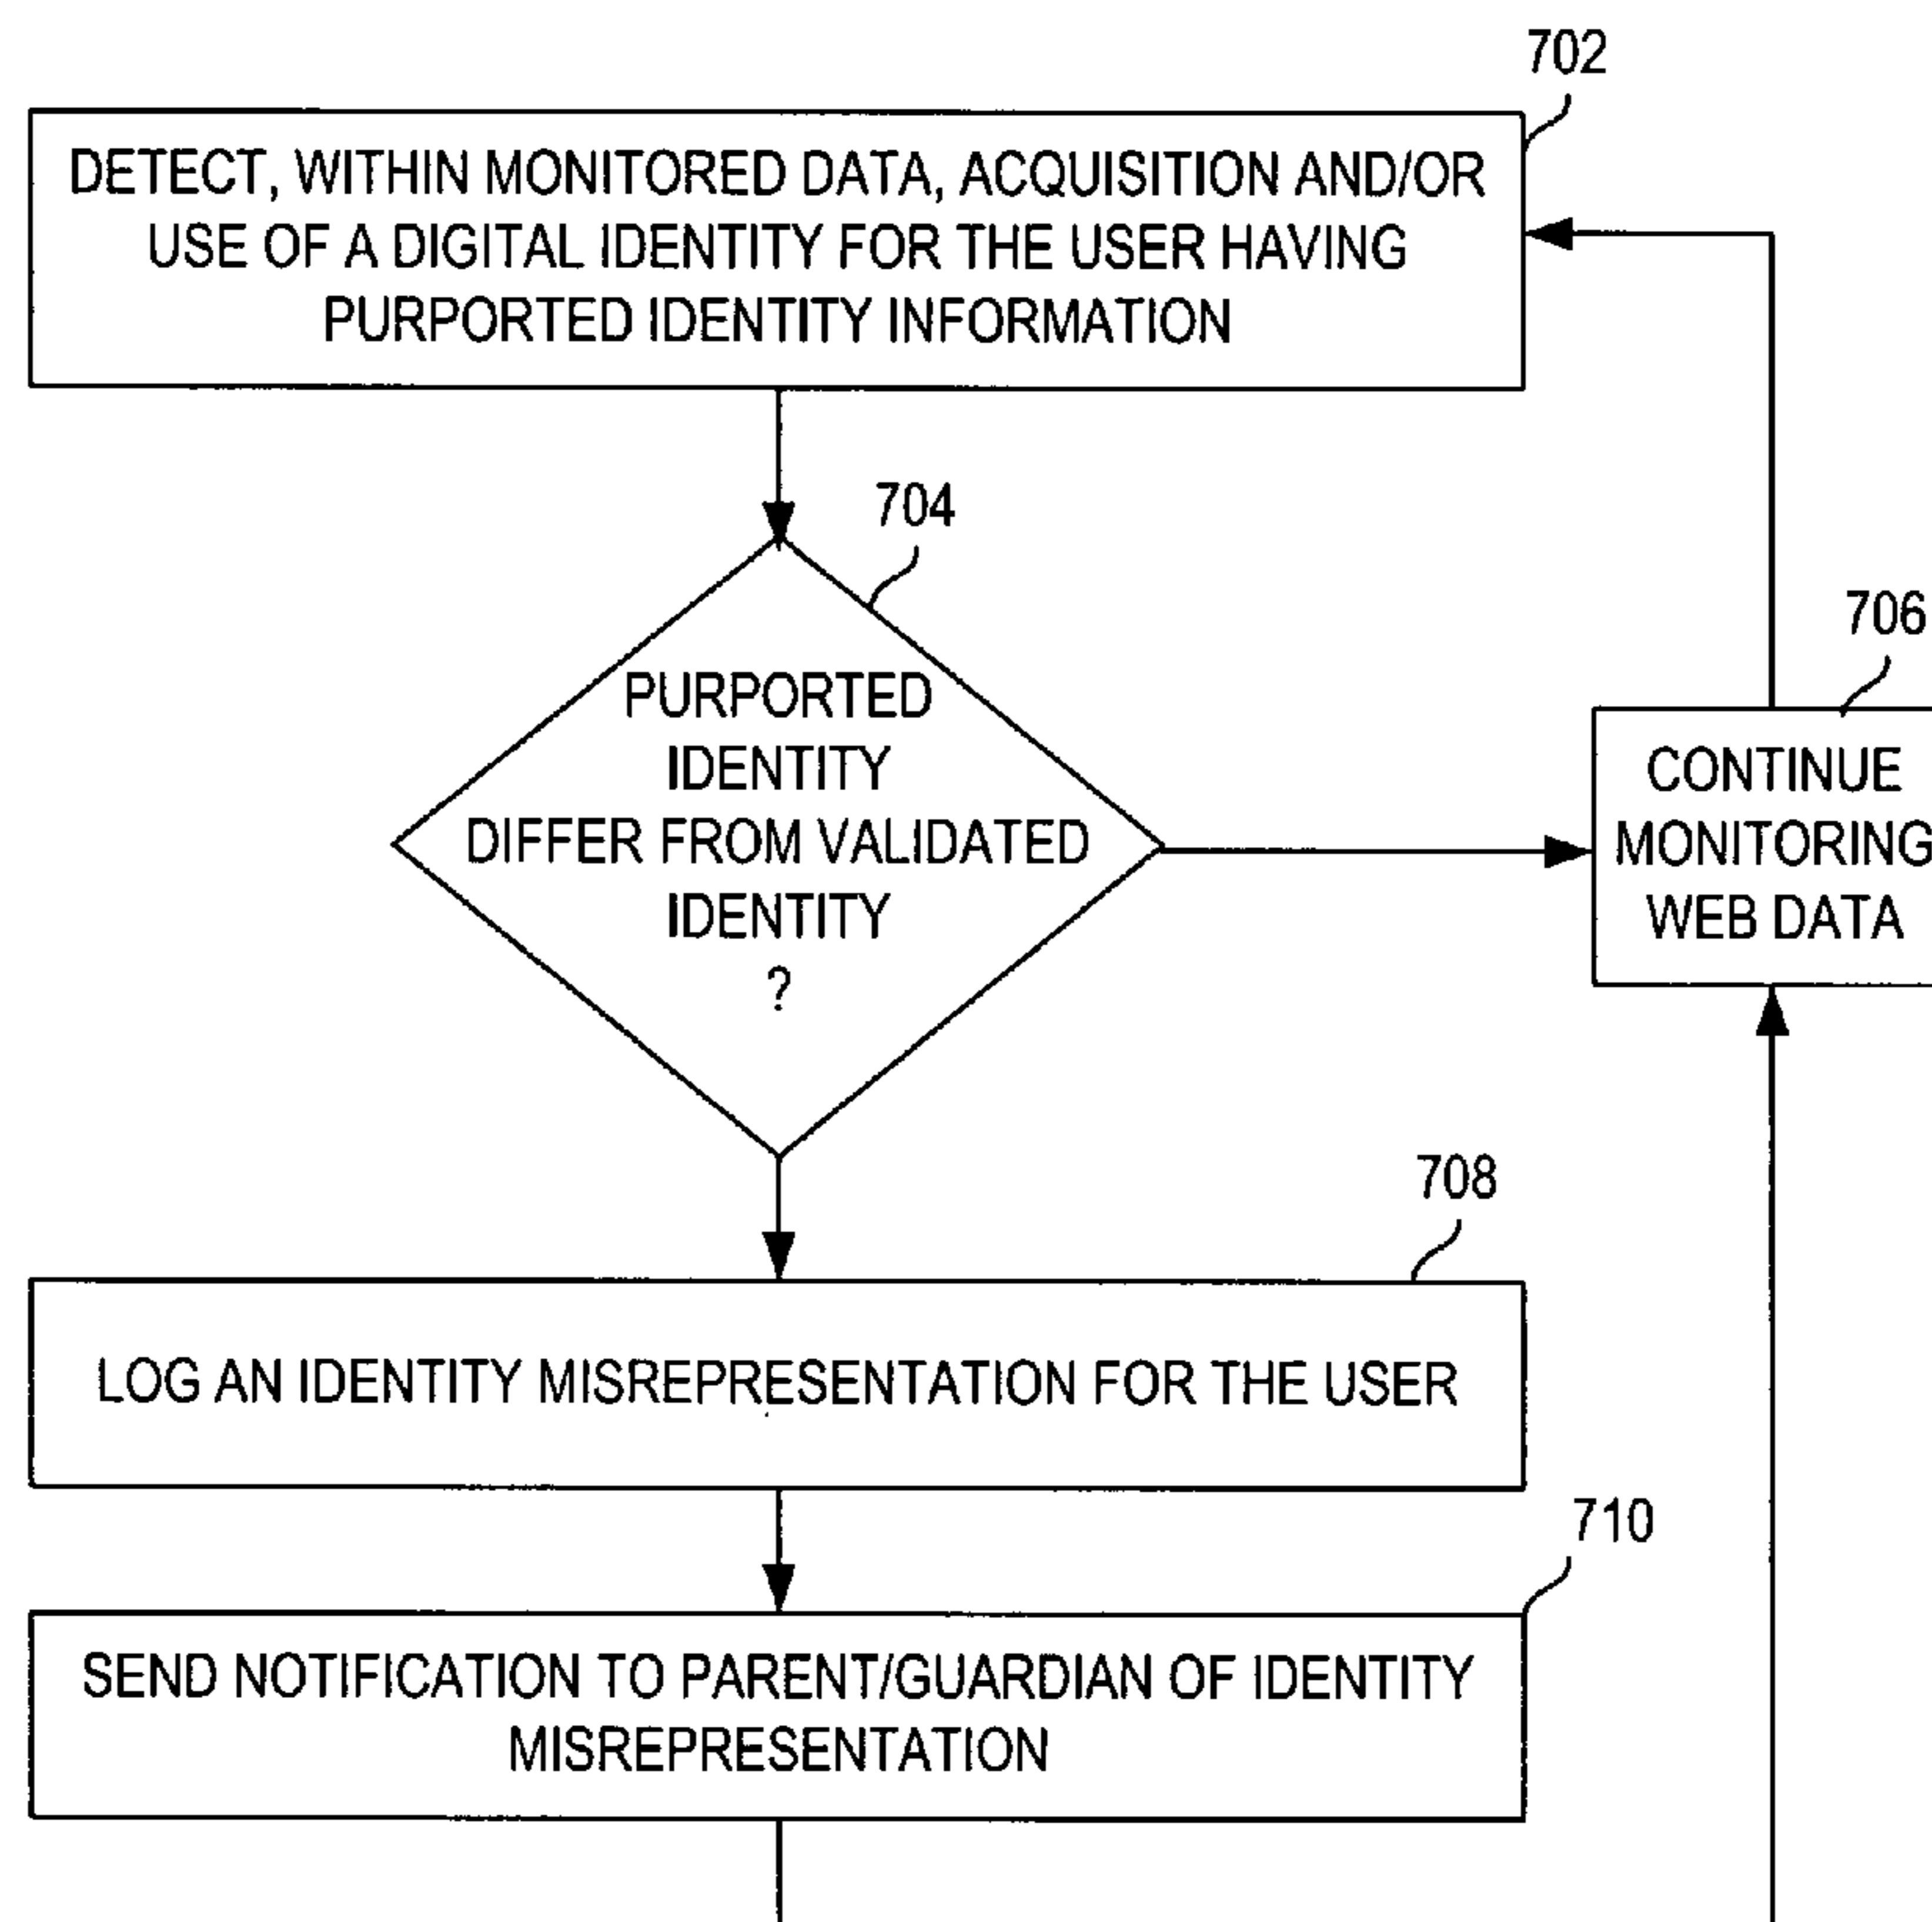 702
DETECT, WITHIN MONITORED DATA, ACQUISITION AND/OR
USE OF A DIGITAL IDENTITY FOR THE USER HAVING
PURPORTED IDENTITY INFORMATION
704
PURPORTED
IDENTITY
DIFFER FROM VALIDATED
IDENTITY
?
706
CONTINUE
MONITORING
WEB DATA
708
LOG AN IDENTITY MISREPRESENTATION FOR THE USER
710
SEND NOTIFICATION TO PARENT/GUARDIAN OF IDENTITY
MISREPRESENTATION